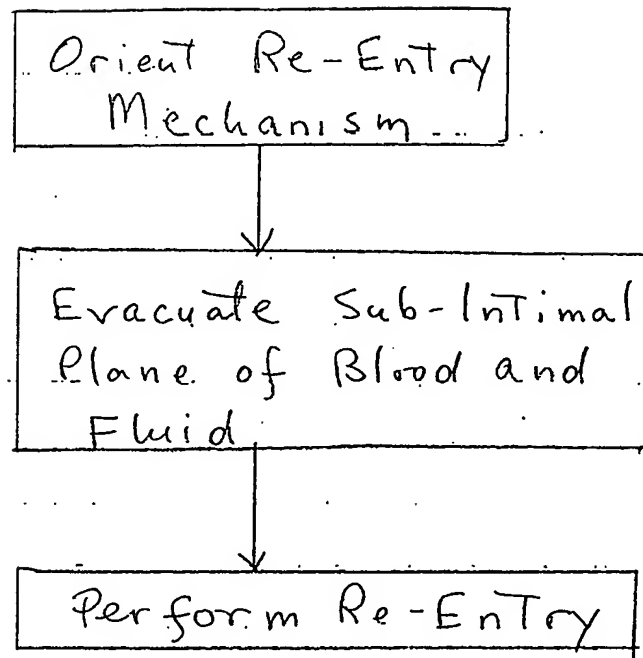 Orient Re-Entry
Mechanism
Evacuate Sub-Intimal
Plane of Blood and
Fluid
Perform Re-Entry